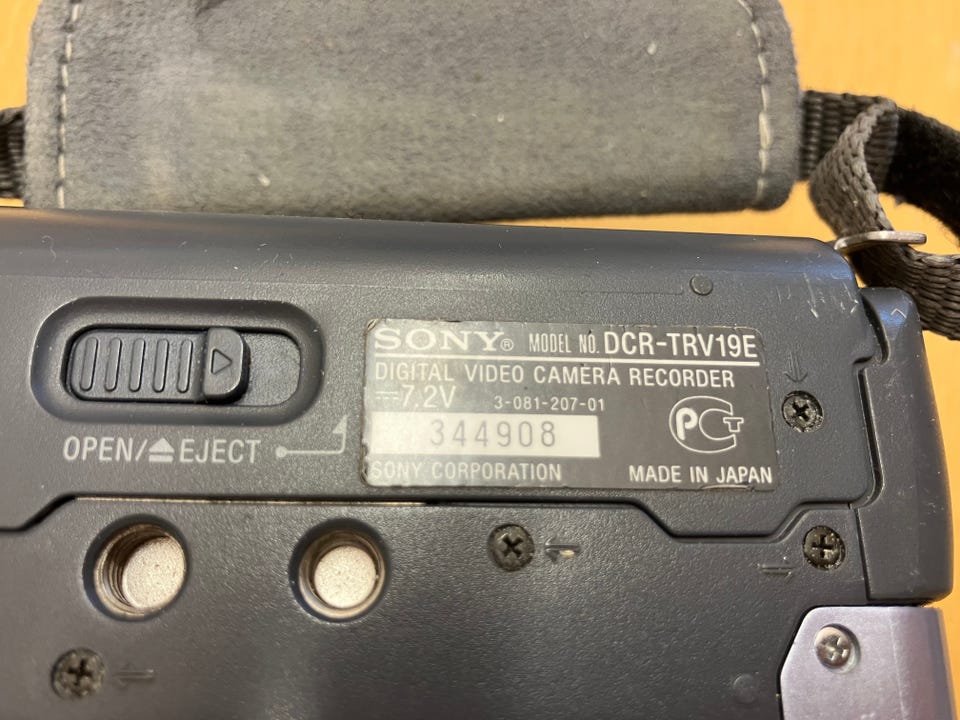 SONY® MODEL NO. DCR-TRV19E
DIGITAL VIDEO CAMERA RECORDER
⎓7.2V 3-081-207-01
344908
PCT
SONY CORPORATION MADE IN JAPAN
OPEN/⏏EJECT